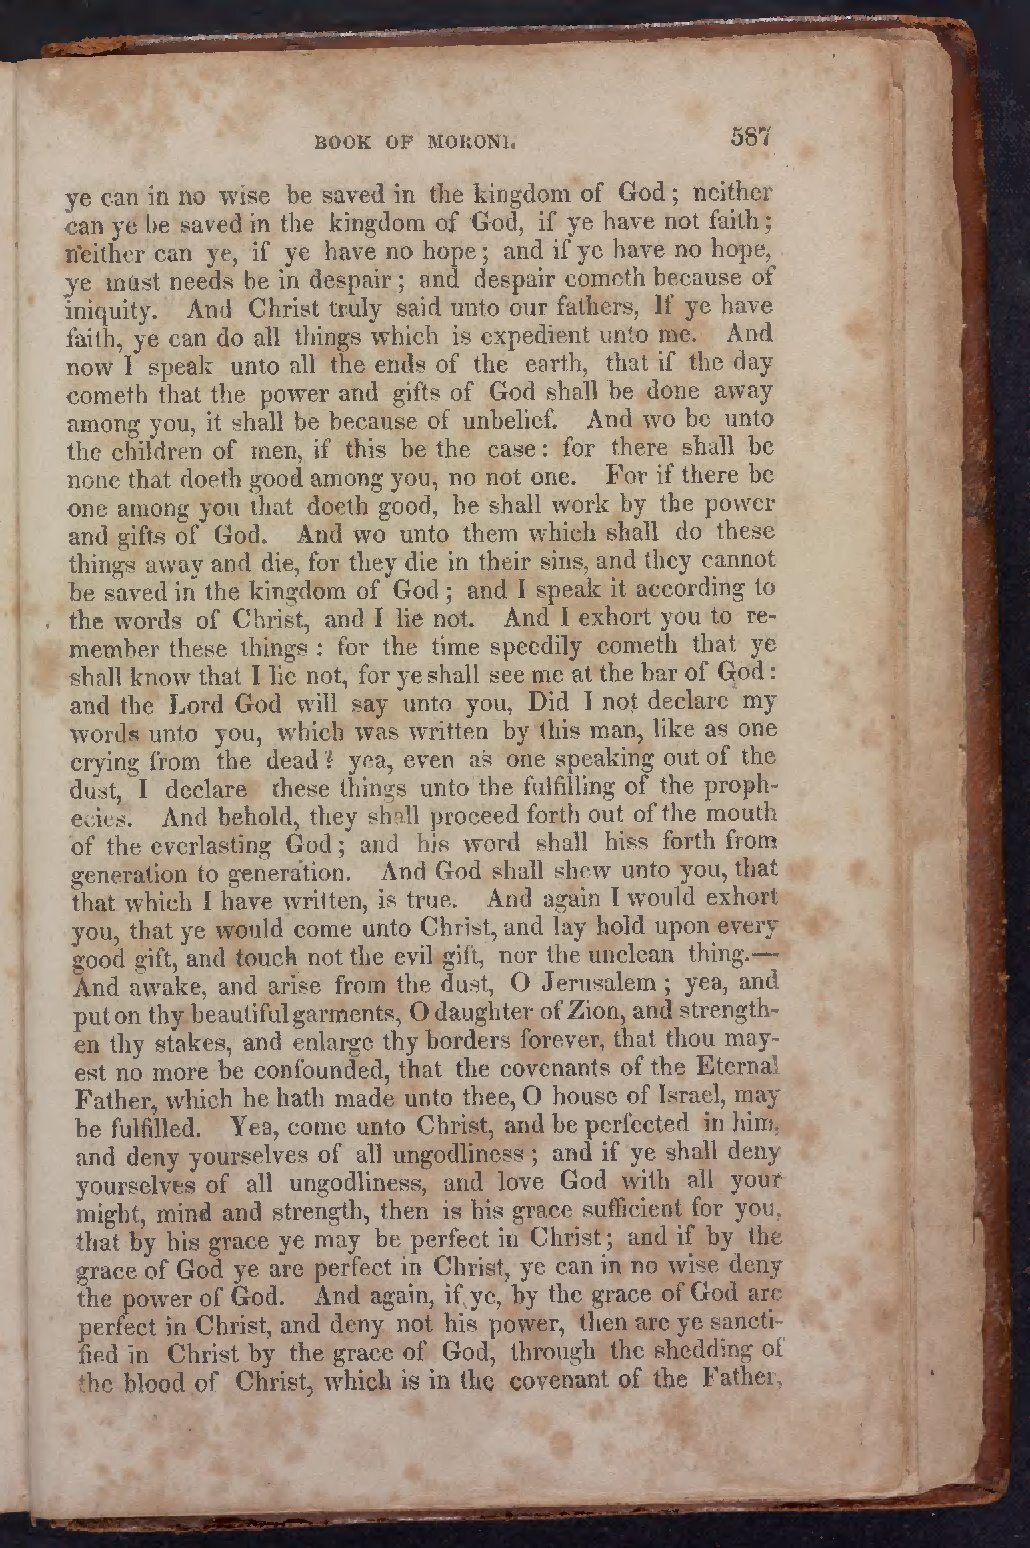 BOOK OF MORONI. 587
ye can in no wise be saved in the kingdom of God; neither
can ye be saved in the kingdom of God, if ye have not faith;
neither can ye, if ye have no hope; and if ye have no hope,
ye must needs be in despair; and despair cometh because of
iniquity. And Christ truly said unto our fathers, If ye have
faith, ye can do all things which is expedient unto me. And
now I speak unto all the ends of the earth, that if the day
cometh that the power and gifts of God shall be done away
among you, it shall be because of unbelief. And wo be unto
the children of men, if this be the case: for there shall be
none that doeth good among you, no not one. For if there be
one among you that doeth good, he shall work by the power
and gifts of God. And wo unto them which shall do these
things away and die, for they die in their sins, and they cannot
be saved in the kingdom of God; and I speak it according to
the words of Christ, and I lie not. And I exhort you to re-
member these things: for the time speedily cometh that ye
shall know that I lie not, for ye shall see me at the bar of God:
and the Lord God will say unto you, Did I not declare my
words unto you, which was written by this man, like as one
crying from the dead? yea, even as one speaking out of the
dust, I declare these things unto the fulfilling of the proph-
ecies. And behold, they shall proceed forth out of the mouth
of the everlasting God; and his word shall hiss forth from
generation to generation. And God shall shew unto you, that
that which I have written, is true. And again I would exhort
you, that ye would come unto Christ, and lay hold upon every
good gift, and touch not the evil gift, nor the unclean thing.—
And awake, and arise from the dust, O Jerusalem; yea, and
put on thy beautiful garments, O daughter of Zion, and strength-
en thy stakes, and enlarge thy borders forever, that thou may-
est no more be confounded, that the covenants of the Eternal
Father, which he hath made unto thee, O house of Israel, may
be fulfilled. Yea, come unto Christ, and be perfected in him,
and deny yourselves of all ungodliness; and if ye shall deny
yourselves of all ungodliness, and love God with all your
might, mind and strength, then is his grace sufficient for you,
that by his grace ye may be perfect in Christ; and if by the
grace of God ye are perfect in Christ, ye can in no wise deny
the power of God. And again, if ye, by the grace of God are
perfect in Christ, and deny not his power, then are ye sancti-
fied in Christ by the grace of God, through the shedding of
the blood of Christ, which is in the covenant of the Father,